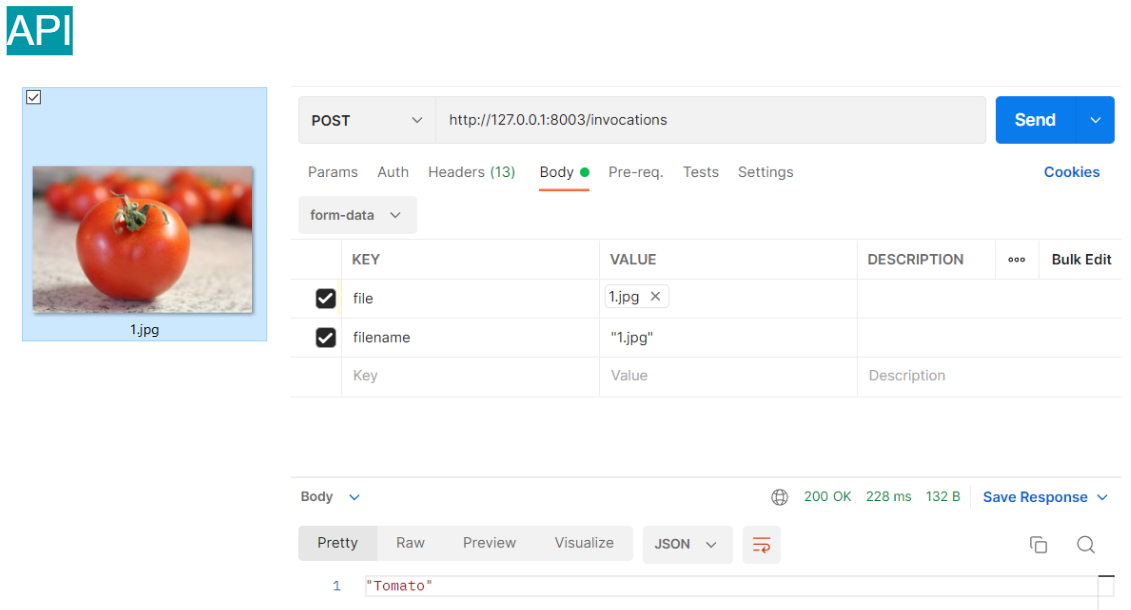 API
1.jpg
POST http://127.0.0.1:8003/invocations Send
Params Auth Headers (13) Body Pre-req. Tests Settings Cookies
form-data
KEY VALUE DESCRIPTION Bulk Edit
file 1.jpg
filename "1.jpg"
Key Value Description
Body 200 OK 228 ms 132 B Save Response
Pretty Raw Preview Visualize JSON
1 "Tomato"